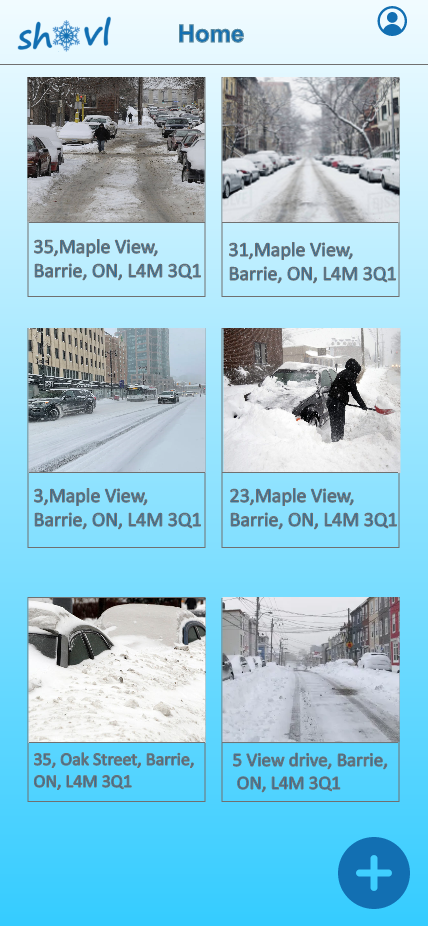 shovl
Home
35,Maple View,
Barrie, ON, L4M 3Q1
31,Maple View,
Barrie, ON, L4M 3Q1
3,Maple View,
Barrie, ON, L4M 3Q1
23,Maple View,
Barrie, ON, L4M 3Q1
35, Oak Street, Barrie,
ON, L4M 3Q1
5 View drive, Barrie,
ON, L4M 3Q1